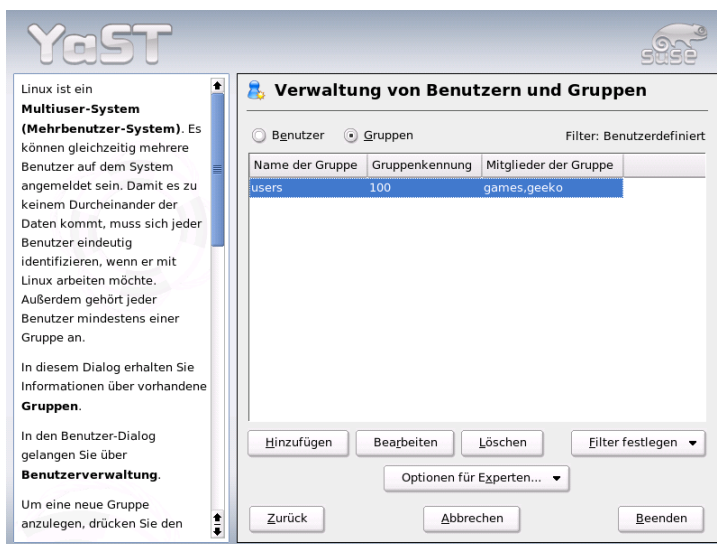 YaST
suse
Linux ist ein
Multiuser-System
(Mehrbenutzer-System). Es
können gleichzeitig mehrere
Benutzer auf dem System
angemeldet sein. Damit es zu
keinem Durcheinander der
Daten kommt, muss sich jeder
Benutzer eindeutig
identifizieren, wenn er mit
Linux arbeiten möchte.
Außerdem gehört jeder
Benutzer mindestens einer
Gruppe an.
In diesem Dialog erhalten Sie
Informationen über vorhandene
Gruppen.
In den Benutzer-Dialog
gelangen Sie über
Benutzerverwaltung.
Um eine neue Gruppe
anzulegen, drücken Sie den
Verwaltung von Benutzern und Gruppen
Benutzer Gruppen Filter: Benutzerdefiniert
Name der Gruppe Gruppenkennung Mitglieder der Gruppe
users 100 games,geeko
Hinzufügen Bearbeiten Löschen Filter festlegen
Optionen für Experten...
Zurück Abbrechen Beenden